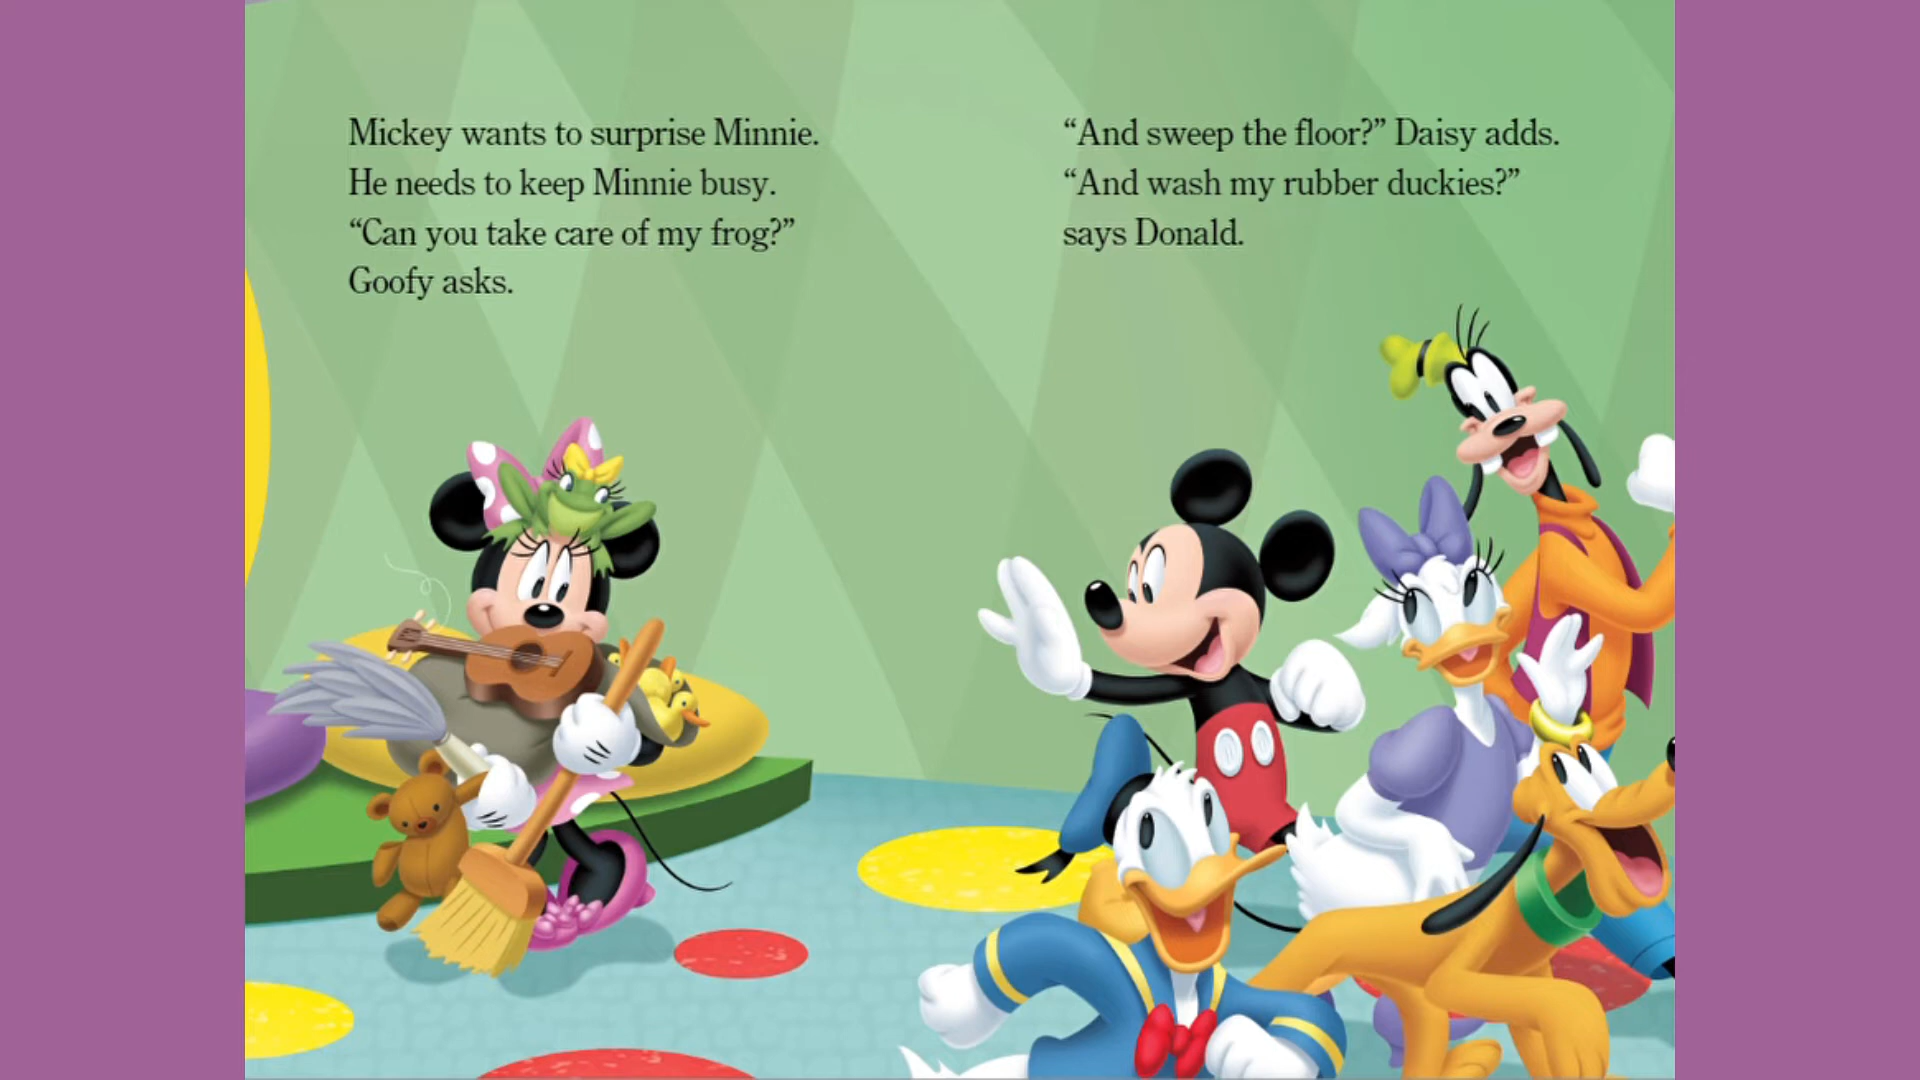 Mickey wants to surprise Minnie.
He needs to keep Minnie busy.
“Can you take care of my frog?”
Goofy asks.
“And sweep the floor?” Daisy adds.
“And wash my rubber duckies?”
says Donald.